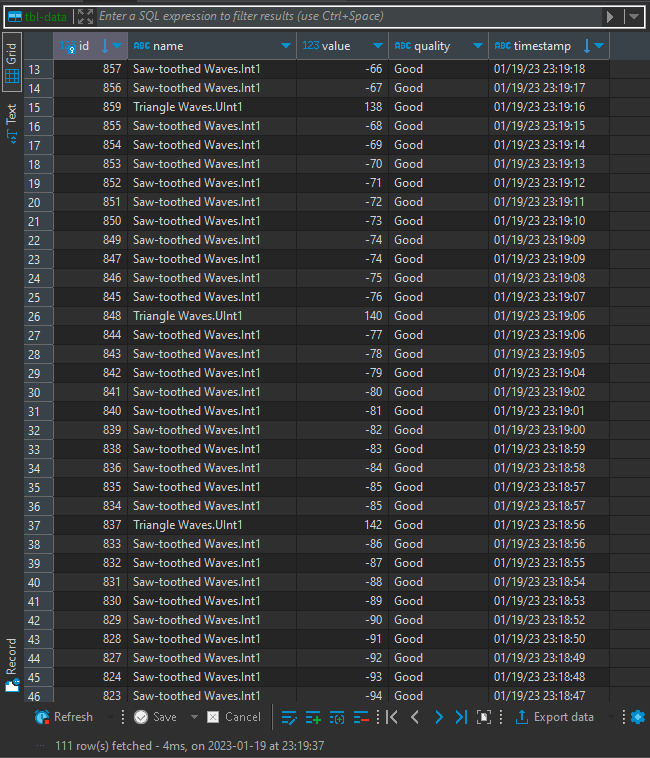 tbl-data Enter a SQL expression to filter results (use Ctrl+Space)
Grid
Text
Record
123 id ABC name 123 value ABC quality ABC timestamp
13 857 Saw-toothed Waves.Int1 -66 Good 01/19/23 23:19:18
14 856 Saw-toothed Waves.Int1 -67 Good 01/19/23 23:19:17
15 859 Triangle Waves.UInt1 138 Good 01/19/23 23:19:16
16 855 Saw-toothed Waves.Int1 -68 Good 01/19/23 23:19:15
17 854 Saw-toothed Waves.Int1 -69 Good 01/19/23 23:19:14
18 853 Saw-toothed Waves.Int1 -70 Good 01/19/23 23:19:13
19 852 Saw-toothed Waves.Int1 -71 Good 01/19/23 23:19:12
20 851 Saw-toothed Waves.Int1 -72 Good 01/19/23 23:19:11
21 850 Saw-toothed Waves.Int1 -73 Good 01/19/23 23:19:10
22 849 Saw-toothed Waves.Int1 -74 Good 01/19/23 23:19:09
23 847 Saw-toothed Waves.Int1 -74 Good 01/19/23 23:19:09
24 846 Saw-toothed Waves.Int1 -75 Good 01/19/23 23:19:08
25 845 Saw-toothed Waves.Int1 -76 Good 01/19/23 23:19:07
26 848 Triangle Waves.UInt1 140 Good 01/19/23 23:19:06
27 844 Saw-toothed Waves.Int1 -77 Good 01/19/23 23:19:06
28 843 Saw-toothed Waves.Int1 -78 Good 01/19/23 23:19:05
29 842 Saw-toothed Waves.Int1 -79 Good 01/19/23 23:19:04
30 841 Saw-toothed Waves.Int1 -80 Good 01/19/23 23:19:02
31 840 Saw-toothed Waves.Int1 -81 Good 01/19/23 23:19:01
32 839 Saw-toothed Waves.Int1 -82 Good 01/19/23 23:19:00
33 838 Saw-toothed Waves.Int1 -83 Good 01/19/23 23:18:59
34 836 Saw-toothed Waves.Int1 -84 Good 01/19/23 23:18:58
35 835 Saw-toothed Waves.Int1 -85 Good 01/19/23 23:18:57
36 834 Saw-toothed Waves.Int1 -85 Good 01/19/23 23:18:57
37 837 Triangle Waves.UInt1 142 Good 01/19/23 23:18:56
38 833 Saw-toothed Waves.Int1 -86 Good 01/19/23 23:18:56
39 832 Saw-toothed Waves.Int1 -87 Good 01/19/23 23:18:55
40 831 Saw-toothed Waves.Int1 -88 Good 01/19/23 23:18:54
41 830 Saw-toothed Waves.Int1 -89 Good 01/19/23 23:18:53
42 829 Saw-toothed Waves.Int1 -90 Good 01/19/23 23:18:52
43 828 Saw-toothed Waves.Int1 -91 Good 01/19/23 23:18:50
44 827 Saw-toothed Waves.Int1 -92 Good 01/19/23 23:18:49
45 824 Saw-toothed Waves.Int1 -93 Good 01/19/23 23:18:48
46 823 Saw-toothed Waves.Int1 -94 Good 01/19/23 23:18:47
Refresh Save Cancel Export data
111 row(s) fetched - 4ms, on 2023-01-19 at 23:19:37